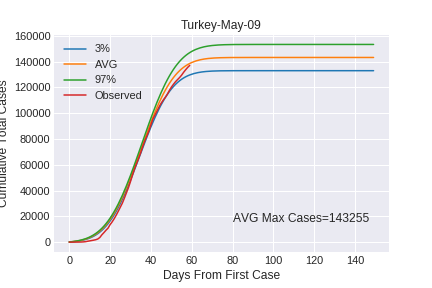 Turkey-May-09
160000
140000
120000
100000
80000
60000
40000
20000
0
Cumulative Total Cases
3%
AVG
97%
Observed
AVG Max Cases=143255
0 20 40 60 80 100 120 140
Days From First Case